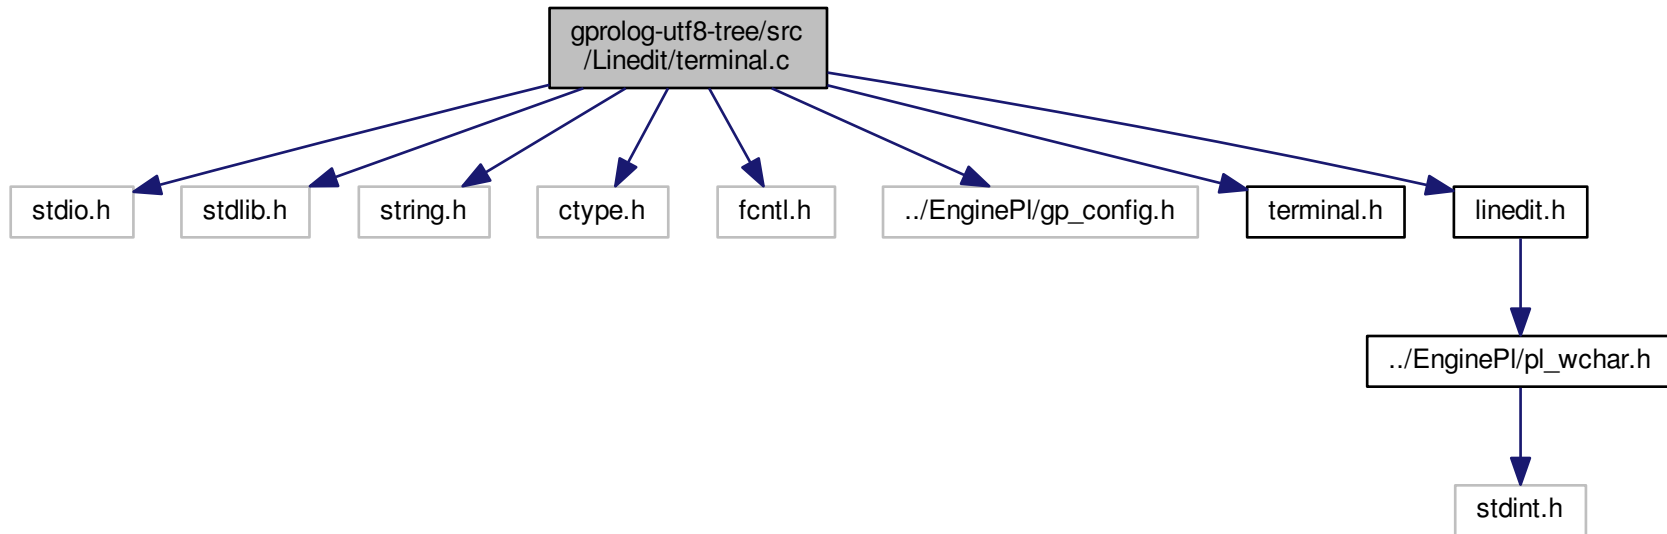 gprolog-utf8-tree/src
/Linedit/terminal.c
stdio.h
stdlib.h
string.h
ctype.h
fcntl.h
../EnginePl/gp_config.h
terminal.h
linedit.h
../EnginePl/pl_wchar.h
stdint.h